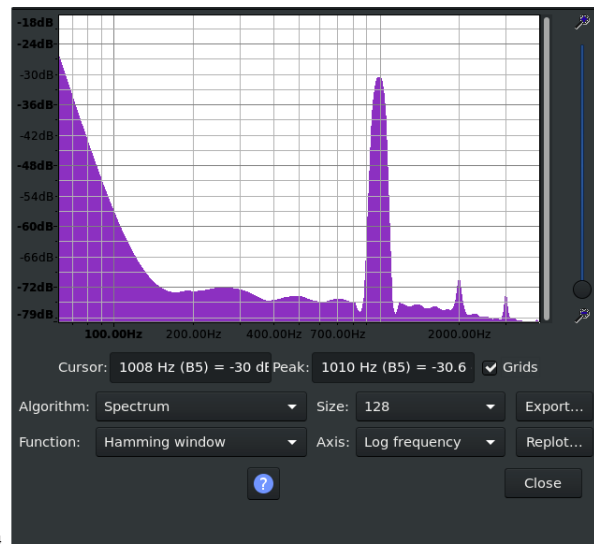 -18dB
-24dB
-30dB
-36dB
-42dB
-48dB
-54dB
-60dB
-66dB
-72dB
-79dB
100.00Hz 200.00Hz 400.00Hz 700.00Hz 2000.00Hz
Cursor: 1008 Hz (B5) = -30 dB Peak: 1010 Hz (B5) = -30.6 Grids
Algorithm: Spectrum Size: 128 Export...
Function: Hamming window Axis: Log frequency Replot...
? Close